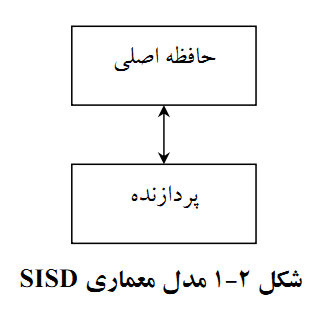 حافظه اصلی
پردازنده
شکل ۲-۱ مدل معماری SISD